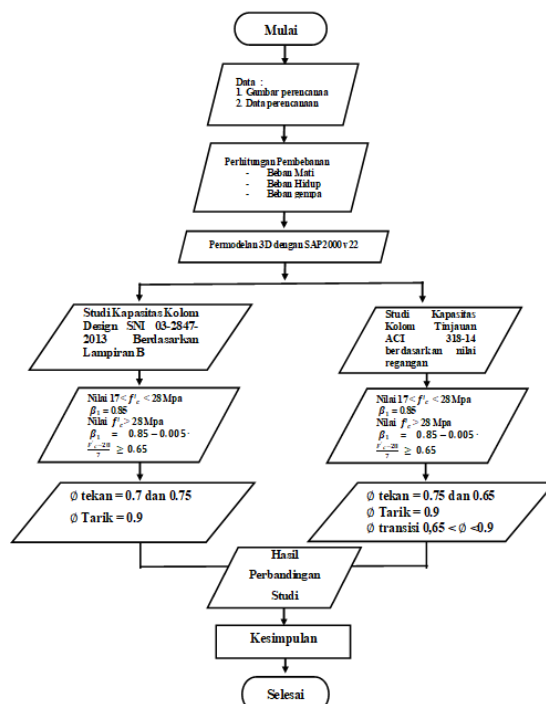 Mulai
Data :
1. Gambar perencanaa
2. Data perencanaan
Perhitungan Pembebanan
- Beban Mati
- Beban Hidup
- Beban gempa
Permodelan 3D dengan SAP2000 v 22
Studi Kapasitas Kolom
Design SNI 03-2847-
2013 Berdasarkan
Lampiran B
Studi Kapasitas
Kolom Tinjauan
ACI 318-14
berdasarkan nilai
regangan
Nilai 17 < f'c < 28 Mpa
β1 = 0.85
Nilai f'c > 28 Mpa
β1 = 0.85 – 0.005 ·
f'c−28/7 ≥ 0.65
Nilai 17 < f'c < 28 Mpa
β1 = 0.85
Nilai f'c > 28 Mpa
β1 = 0.85 – 0.005 ·
f'c−28/7 ≥ 0.65
∅ tekan = 0.7 dan 0.75
∅ Tarik = 0.9
∅ tekan = 0.75 dan 0.65
∅ Tarik = 0.9
∅ transisi 0,65 < ∅ <0.9
Hasil
Perbandingan
Studi
Kesimpulan
Selesai